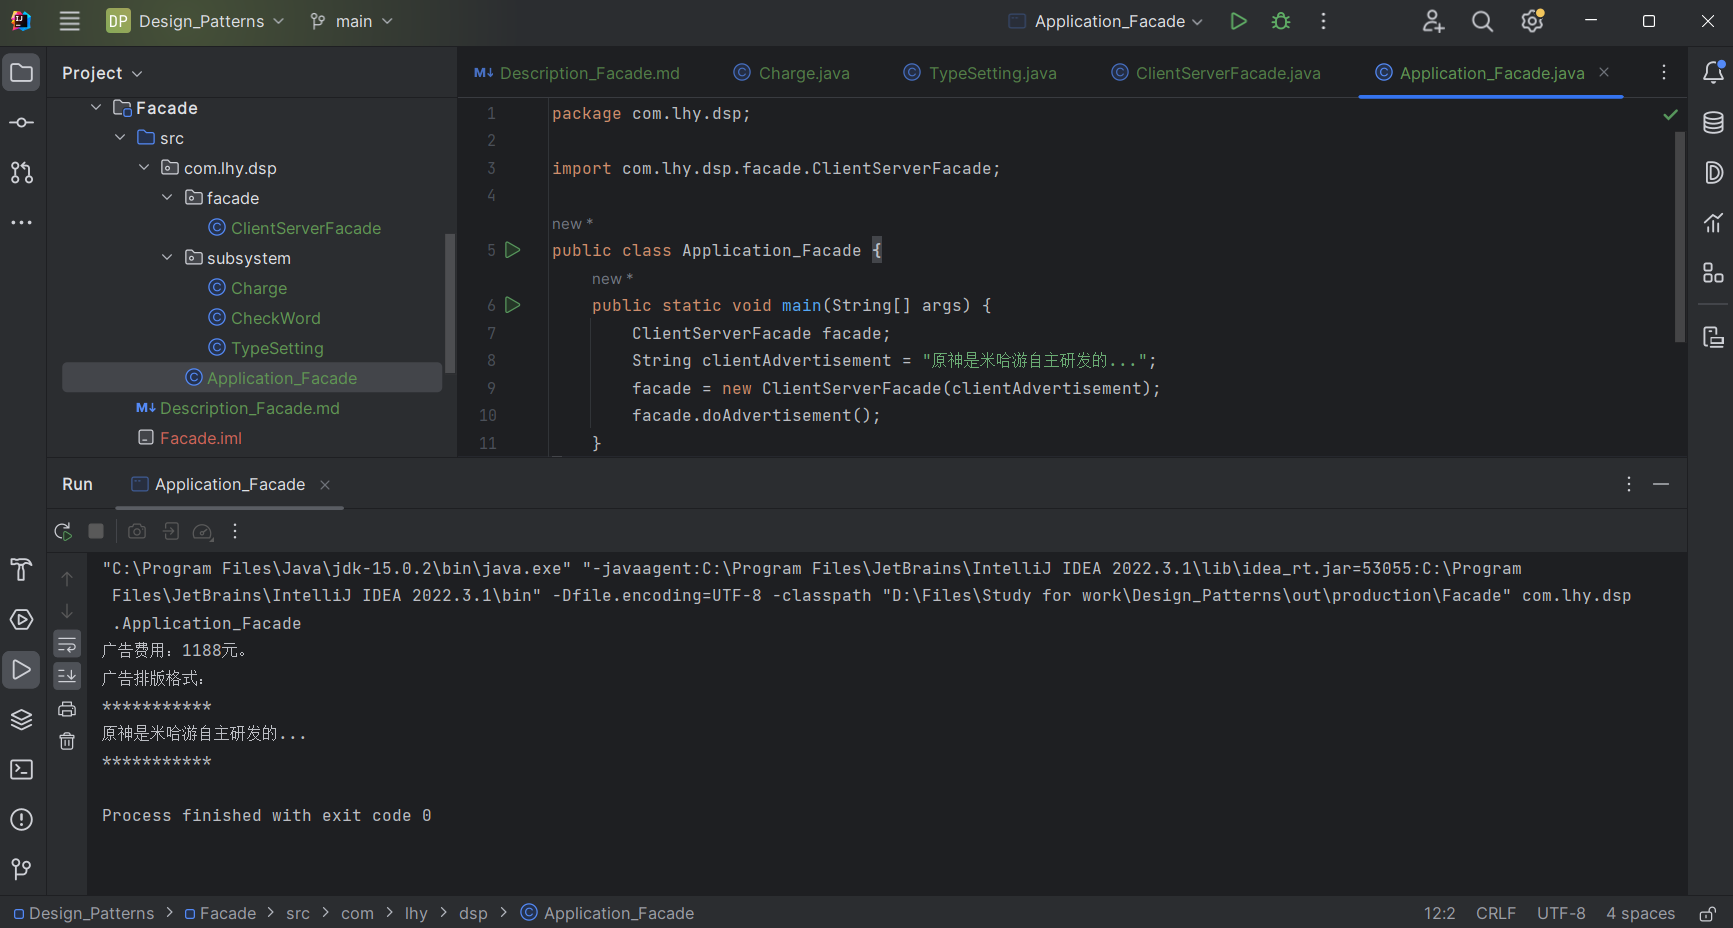 DP Design_Patterns main Application_Facade
Project
Description_Facade.md Charge.java TypeSetting.java ClientServerFacade.java Application_Facade.java
Facade
src
com.lhy.dsp
facade
ClientServerFacade
subsystem
Charge
CheckWord
TypeSetting
Application_Facade
Description_Facade.md
Facade.iml
1 package com.lhy.dsp;
2
3 import com.lhy.dsp.facade.ClientServerFacade;
4
new *
5 public class Application_Facade {
new *
6 public static void main(String[] args) {
7 ClientServerFacade facade;
8 String clientAdvertisement = "原神是米哈游自主研发的...";
9 facade = new ClientServerFacade(clientAdvertisement);
10 facade.doAdvertisement();
11 }
Run Application_Facade
"C:\Program Files\Java\jdk-15.0.2\bin\java.exe" "-javaagent:C:\Program Files\JetBrains\IntelliJ IDEA 2022.3.1\lib\idea_rt.jar=53055:C:\Program
Files\JetBrains\IntelliJ IDEA 2022.3.1\bin" -Dfile.encoding=UTF-8 -classpath "D:\Files\Study for work\Design_Patterns\out\production\Facade" com.lhy.dsp
.Application_Facade
广告费用：1188元。
广告排版格式：
***********
原神是米哈游自主研发的...
***********
Process finished with exit code 0
Design_Patterns > Facade > src > com > lhy > dsp > Application_Facade 12:2 CRLF UTF-8 4 spaces